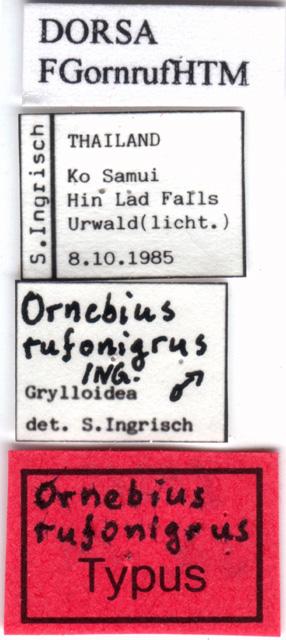 DORSA
FGornrufHTM
S.Ingrisch
THAILAND
Ko Samui
Hin Lad Falls
Urwald(licht.)
8.10.1985
Ornebius
rufonigrus
ING. ♂
Grylloidea
det. S.Ingrisch
Ornebius
rufonigrus
Typus